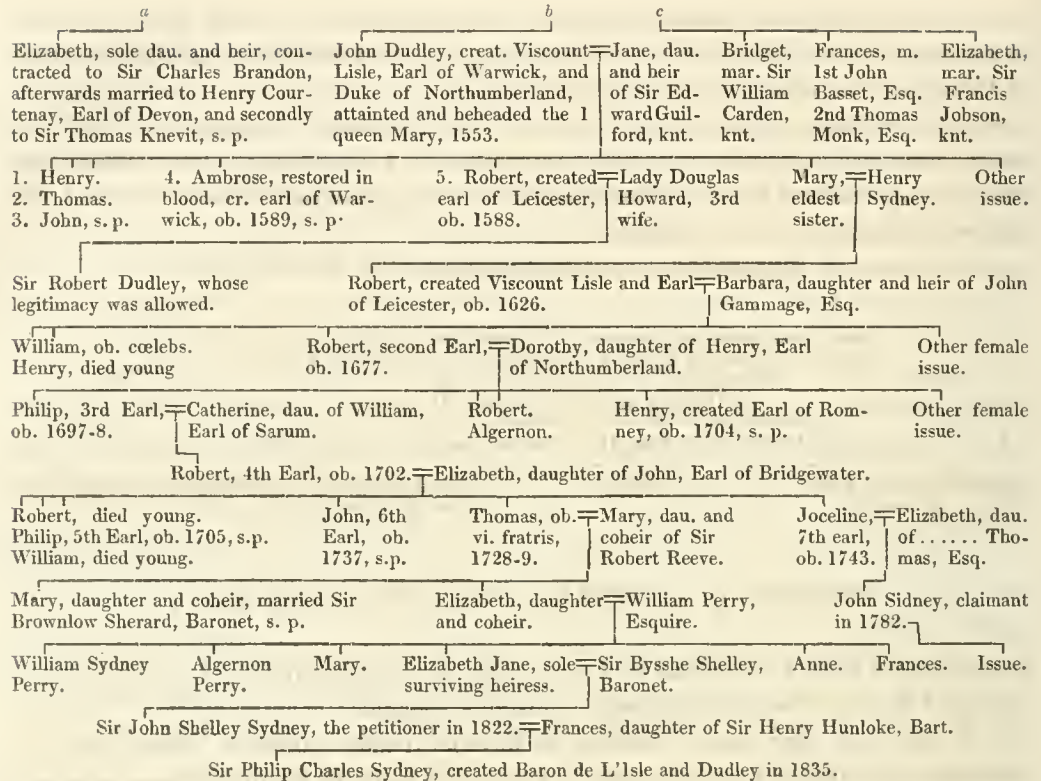 a b c
Elizabeth, sole dau. and heir, con-
tracted to Sir Charles Brandon,
afterwards married to Henry Cour-
tenay, Earl of Devon, and secondly
to Sir Thomas Knevit, s. p.
John Dudley, creat. Viscount
Lisle, Earl of Warwick, and
Duke of Northumberland,
attainted and beheaded the 1
queen Mary, 1553.
Jane, dau.
and heir
of Sir Ed-
ward Guil-
ford, knt.
Bridget,
mar. Sir
William
Carden,
knt.
Frances, m.
1st John
Basset, Esq.
2nd Thomas
Monk, Esq.
Elizabeth,
mar. Sir
Francis
Jobson,
knt.
1. Henry.
2. Thomas.
3. John, s. p.
4. Ambrose, restored in
blood, cr. earl of War-
wick, ob. 1589, s. p.
5. Robert, created
earl of Leicester,
ob. 1588.
Lady Douglas
Howard, 3rd
wife.
Mary,
eldest
sister.
Henry
Sydney.
Other
issue.
Sir Robert Dudley, whose
legitimacy was allowed.
Robert, created Viscount Lisle and Earl
of Leicester, ob. 1626.
Barbara, daughter and heir of John
Gammage, Esq.
William, ob. cœlebs.
Henry, died young
Robert, second Earl,
ob. 1677.
Dorothy, daughter of Henry, Earl
of Northumberland.
Other female
issue.
Philip, 3rd Earl,
ob. 1697-8.
Catherine, dau. of William,
Earl of Sarum.
Robert.
Algernon.
Henry, created Earl of Rom-
ney, ob. 1704, s. p.
Other female
issue.
Robert, 4th Earl, ob. 1702. Elizabeth, daughter of John, Earl of Bridgewater.
Robert, died young.
Philip, 5th Earl, ob. 1705, s.p.
William, died young.
John, 6th
Earl, ob.
1737, s.p.
Thomas, ob.
vi. fratris,
1728-9.
Mary, dau. and
coheir of Sir
Robert Reeve.
Joceline,
7th earl,
ob. 1743.
Elizabeth, dau.
of ...... Tho-
mas, Esq.
Mary, daughter and coheir, married Sir
Brownlow Sherard, Baronet, s. p.
Elizabeth, daughter
and coheir.
William Perry,
Esquire.
John Sidney, claimant
in 1782.
William Sydney
Perry.
Algernon
Perry.
Mary.
Elizabeth Jane, sole
surviving heiress.
Sir Bysshe Shelley,
Baronet.
Anne.
Frances.
Issue.
Sir John Shelley Sydney, the petitioner in 1822. Frances, daughter of Sir Henry Hunloke, Bart.
Sir Philip Charles Sydney, created Baron de L'Isle and Dudley in 1835.